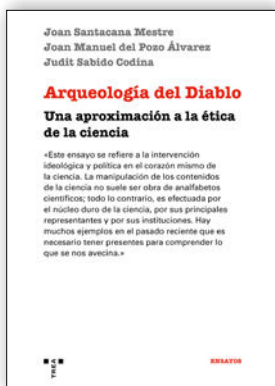 Joan Santacana Mestre
Joan Manuel del Pozo Álvarez
Judit Sabido Codina
Arqueología del Diablo
Una aproximación a la ética
de la ciencia
«Este ensayo se refiere a la intervención
ideológica y política en el corazón mismo de
la ciencia. La manipulación de los contenidos
de la ciencia no suele ser obra de analfabetos
científicos; todo lo contrario, es efectuada por
el núcleo duro de la ciencia, por sus principales
representantes y por sus instituciones. Hay
muchos ejemplos en el pasado reciente que es
necesario tener presentes para comprender lo
que se nos avecina.»
TREA
ENSAYOS